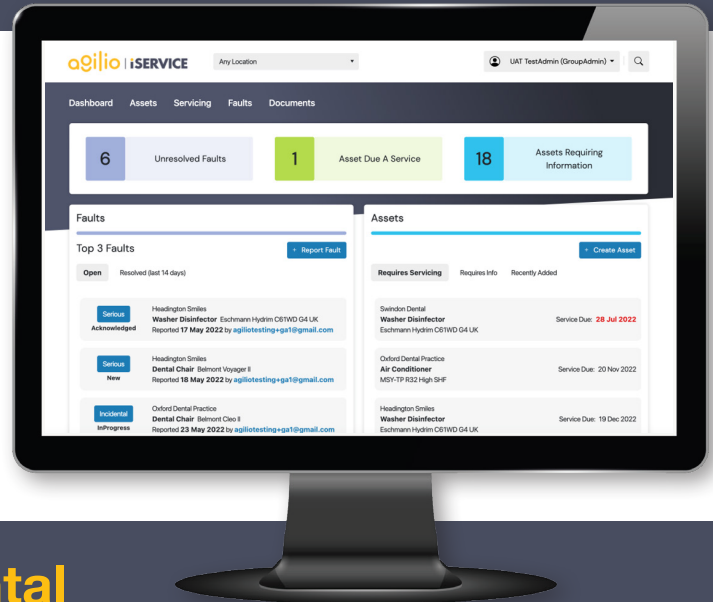 agilio | iSERVICE
Any Location
UAT TestAdmin (GroupAdmin)
Dashboard Assets Servicing Faults Documents
6 Unresolved Faults
1 Asset Due A Service
18 Assets Requiring
Information
Faults
Top 3 Faults
+ Report Fault
Open Resolved (last 14 days)
Serious
Acknowledged
Headington Smiles
Washer Disinfector Eschmann Hydrim C61WD G4 UK
Reported 17 May 2022 by agiliotesting+ga1@gmail.com
Serious
New
Headington Smiles
Dental Chair Belmont Voyager II
Reported 18 May 2022 by agiliotesting+ga1@gmail.com
Incidental
InProgress
Oxford Dental Practice
Dental Chair Belmont Cleo II
Reported 23 May 2022 by agiliotesting+ga1@gmail.com
Assets
+ Create Asset
Requires Servicing Requires Info Recently Added
Swindon Dental
Washer Disinfector
Eschmann Hydrim C61WD G4 UK
Service Due: 28 Jul 2022
Oxford Dental Practice
Air Conditioner
MSY-TP R32 High SHF
Service Due: 20 Nov 2022
Headington Smiles
Washer Disinfector
Eschmann Hydrim C61WD G4 UK
Service Due: 19 Dec 2022